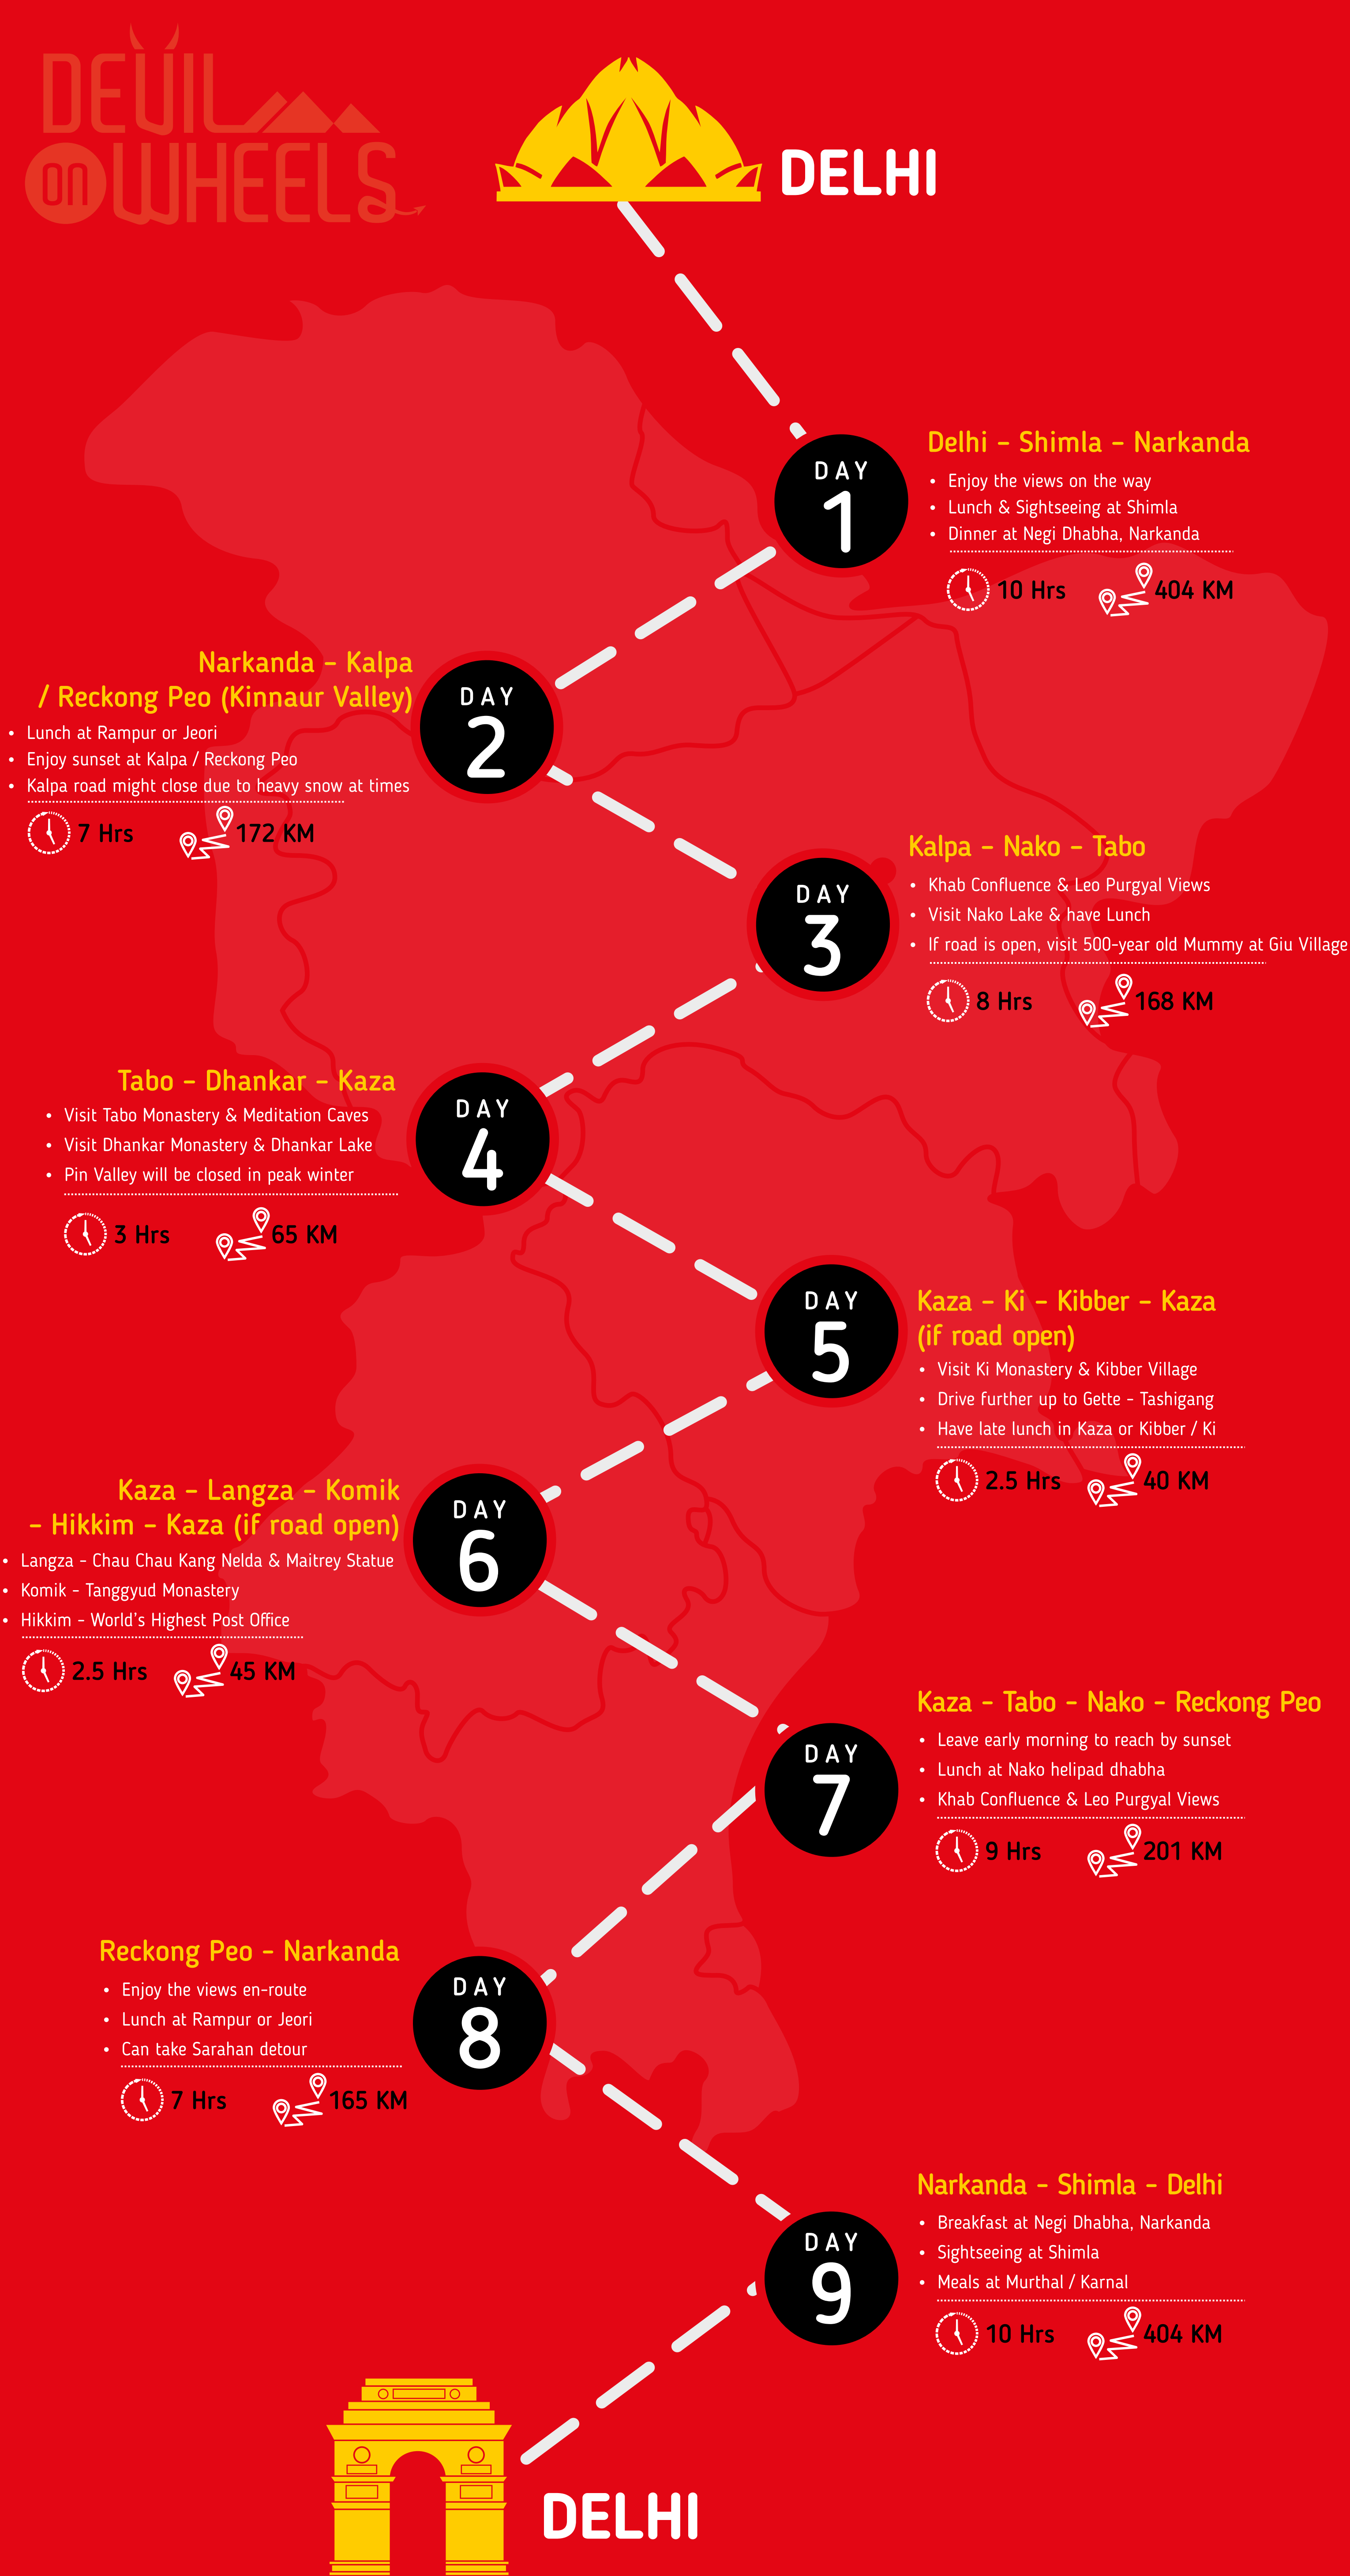 DEVIL
ON WHEELS
DELHI
DAY
1
Delhi - Shimla - Narkanda
• Enjoy the views on the way
• Lunch & Sightseeing at Shimla
• Dinner at Negi Dhabha, Narkanda
10 Hrs 404 KM
Narkanda - Kalpa
/ Reckong Peo (Kinnaur Valley)
• Lunch at Rampur or Jeori
• Enjoy sunset at Kalpa / Reckong Peo
• Kalpa road might close due to heavy snow at times
7 Hrs 172 KM
DAY
2
DAY
3
Kalpa - Nako - Tabo
• Khab Confluence & Leo Purgyal Views
• Visit Nako Lake & have Lunch
• If road is open, visit 500-year old Mummy at Giu Village
8 Hrs 168 KM
Tabo - Dhankar - Kaza
• Visit Tabo Monastery & Meditation Caves
• Visit Dhankar Monastery & Dhankar Lake
• Pin Valley will be closed in peak winter
3 Hrs 65 KM
DAY
4
DAY
5
Kaza - Ki - Kibber - Kaza
(if road open)
• Visit Ki Monastery & Kibber Village
• Drive further up to Gette - Tashigang
• Have late lunch in Kaza or Kibber / Ki
2.5 Hrs 40 KM
Kaza - Langza - Komik
- Hikkim - Kaza (if road open)
• Langza - Chau Chau Kang Nelda & Maitrey Statue
• Komik - Tanggyud Monastery
• Hikkim - World's Highest Post Office
2.5 Hrs 45 KM
DAY
6
DAY
7
Kaza - Tabo - Nako - Reckong Peo
• Leave early morning to reach by sunset
• Lunch at Nako helipad dhabha
• Khab Confluence & Leo Purgyal Views
9 Hrs 201 KM
Reckong Peo - Narkanda
• Enjoy the views en-route
• Lunch at Rampur or Jeori
• Can take Sarahan detour
7 Hrs 165 KM
DAY
8
DAY
9
Narkanda - Shimla - Delhi
• Breakfast at Negi Dhabha, Narkanda
• Sightseeing at Shimla
• Meals at Murthal / Karnal
10 Hrs 404 KM
DELHI